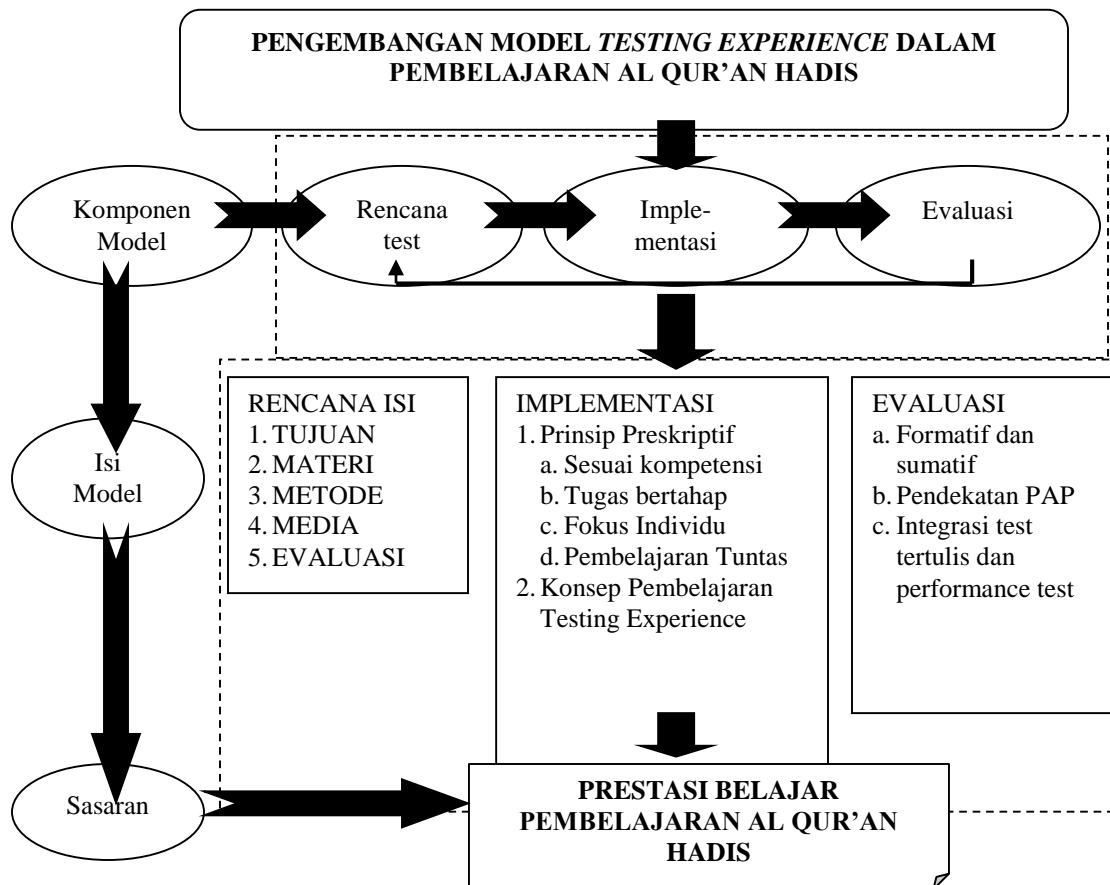 PENGEMBANGAN MODEL TESTING EXPERIENCE DALAM
PEMBELAJARAN AL QUR’AN HADIS
Komponen
Model
Rencana
test
Imple-
mentasi
Evaluasi
Isi
Model
RENCANA ISI
1. TUJUAN
2. MATERI
3. METODE
4. MEDIA
5. EVALUASI
IMPLEMENTASI
1. Prinsip Preskriptif
a. Sesuai kompetensi
b. Tugas bertahap
c. Fokus Individu
d. Pembelajaran Tuntas
2. Konsep Pembelajaran
Testing Experience
EVALUASI
a. Formatif dan
sumatif
b. Pendekatan PAP
c. Integrasi test
tertulis dan
performance test
Sasaran
PRESTASI BELAJAR
PEMBELAJARAN AL QUR’AN
HADIS